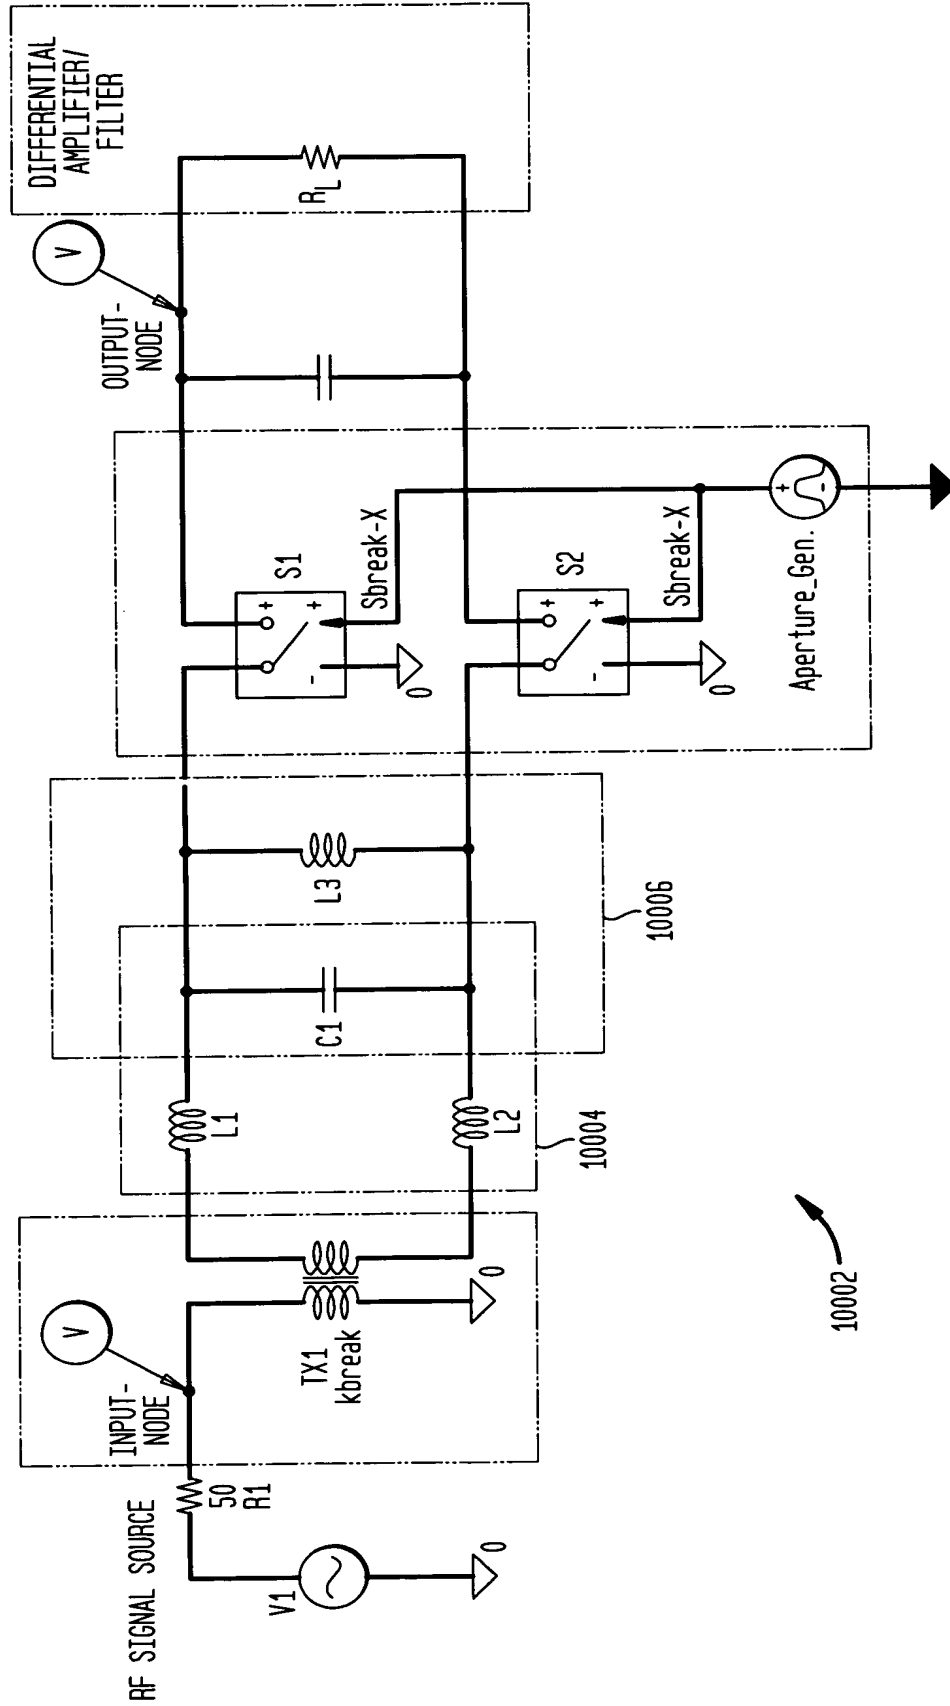 RF SIGNAL SOURCE
V1
0
50
R1
INPUT-
NODE
V
TX1
kbreak
0
L1
L2
10004
C1
L3
10006
S1
+
+
-
0
Sbreak-X
S2
+
+
-
0
Sbreak-X
Aperture_Gen.
+
-
OUTPUT-
NODE
V
RL
DIFFERENTIAL
AMPLIFIER/
FILTER
10002